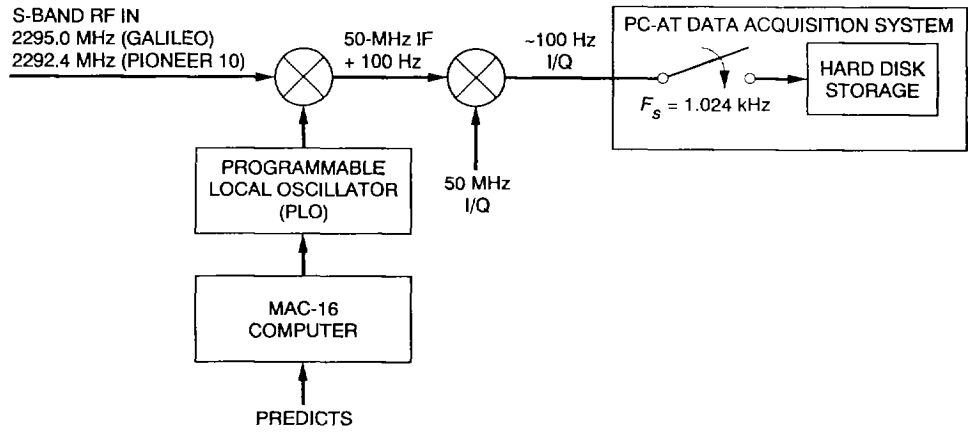 S-BAND RF IN
2295.0 MHz (GALILEO)
2292.4 MHz (PIONEER 10)
50-MHz IF
+ 100 Hz
~100 Hz
I/Q
PC-AT DATA ACQUISITION SYSTEM
F_s = 1.024 kHz
HARD DISK
STORAGE
PROGRAMMABLE
LOCAL OSCILLATOR
(PLO)
50 MHz
I/Q
MAC-16
COMPUTER
PREDICTS